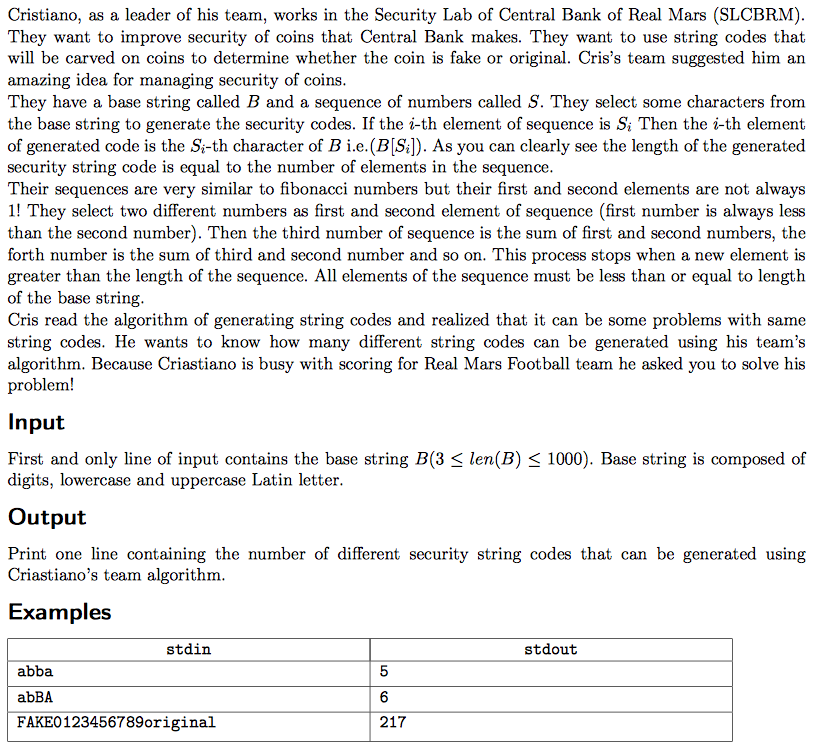 Cristiano, as a leader of his team, works in the Security Lab of Central Bank of Real Mars (SLCBRM).
They want to improve security of coins that Central Bank makes. They want to use string codes that
will be carved on coins to determine whether the coin is fake or original. Cris's team suggested him an
amazing idea for managing security of coins.
They have a base string called B and a sequence of numbers called S. They select some characters from
the base string to generate the security codes. If the i-th element of sequence is Sᵢ Then the i-th element
of generated code is the Sᵢ-th character of B i.e.(B[Sᵢ]). As you can clearly see the length of the generated
security string code is equal to the number of elements in the sequence.
Their sequences are very similar to fibonacci numbers but their first and second elements are not always
1! They select two different numbers as first and second element of sequence (first number is always less
than the second number). Then the third number of sequence is the sum of first and second numbers, the
forth number is the sum of third and second number and so on. This process stops when a new element is
greater than the length of the sequence. All elements of the sequence must be less than or equal to length
of the base string.
Cris read the algorithm of generating string codes and realized that it can be some problems with same
string codes. He wants to know how many different string codes can be generated using his team's
algorithm. Because Criastiano is busy with scoring for Real Mars Football team he asked you to solve his
problem!
Input
First and only line of input contains the base string B(3 ≤ len(B) ≤ 1000). Base string is composed of
digits, lowercase and uppercase Latin letter.
Output
Print one line containing the number of different security string codes that can be generated using
Criastiano's team algorithm.
Examples
stdin stdout
abba 5
abBA 6
FAKE0123456789original 217